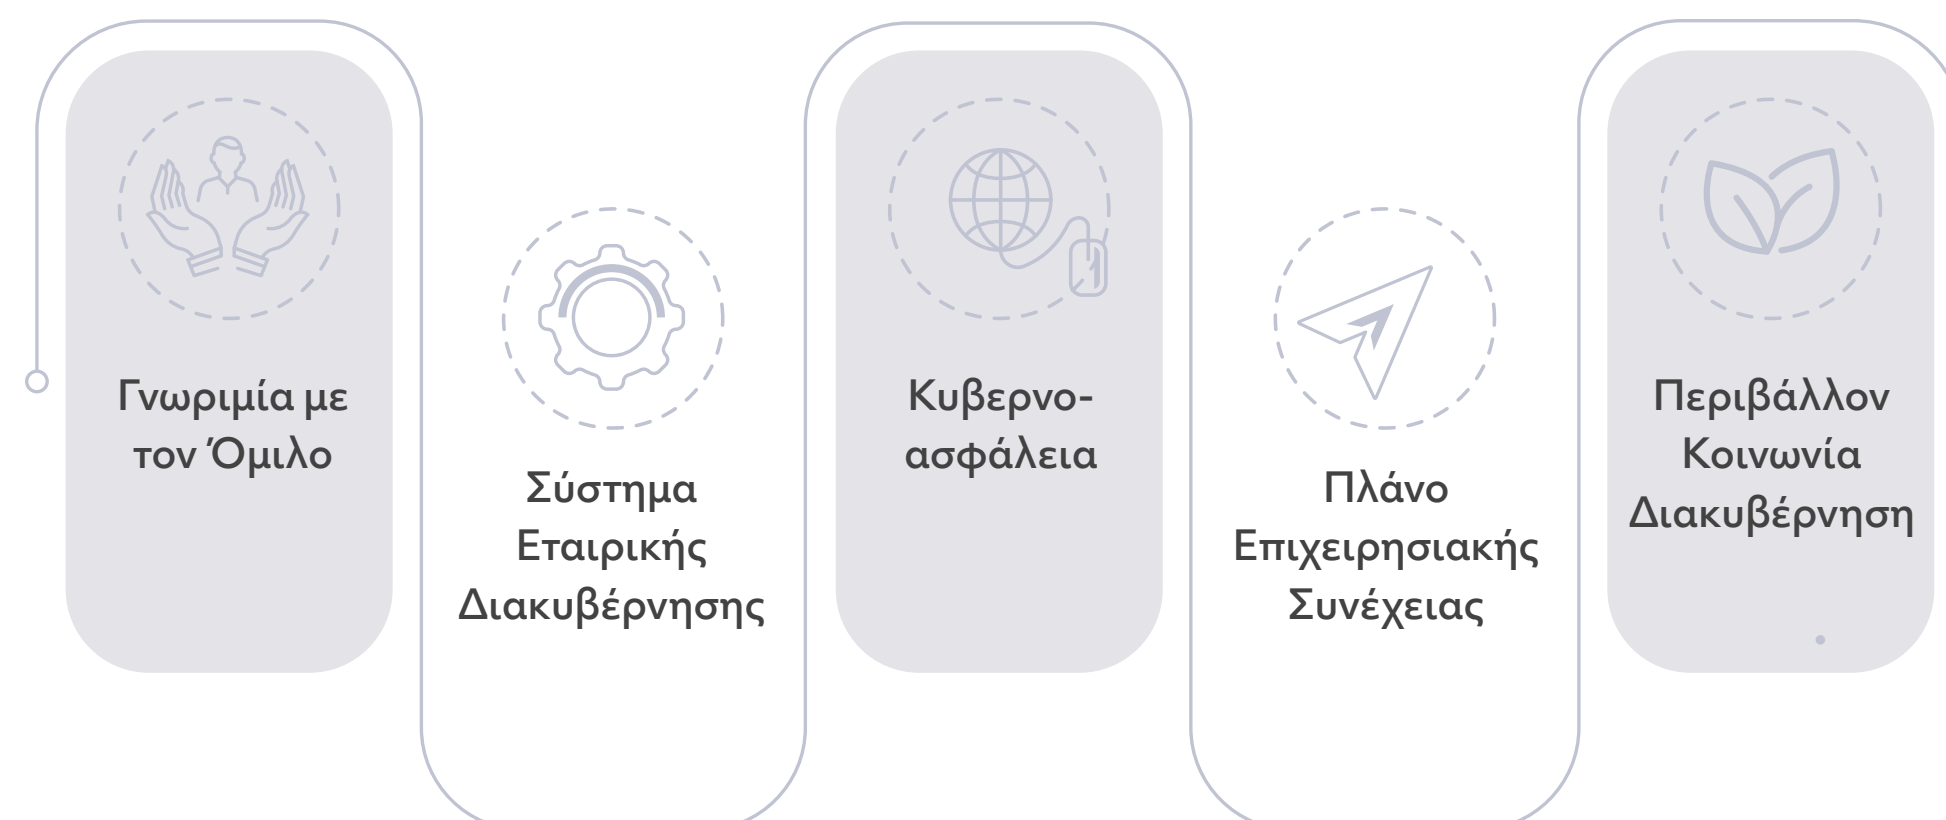 Γνωριμία με
τον Όμιλο
Σύστημα
Εταιρικής
Διακυβέρνησης
Κυβερνο-
ασφάλεια
Πλάνο
Επιχειρησιακής
Συνέχειας
Περιβάλλον
Κοινωνία
Διακυβέρνηση